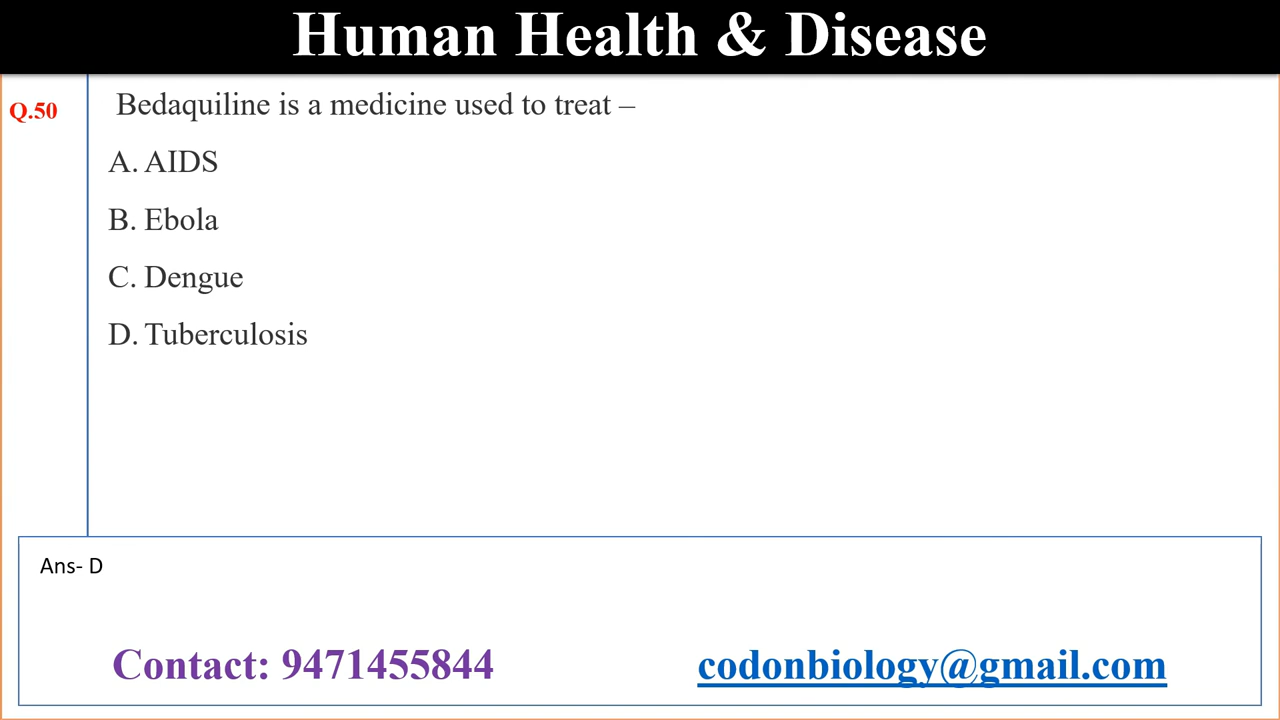 Human Health & Disease
Q.50
Bedaquiline is a medicine used to treat –
A. AIDS
B. Ebola
C. Dengue
D. Tuberculosis
Ans- D
Contact: 9471455844
codonbiology@gmail.com